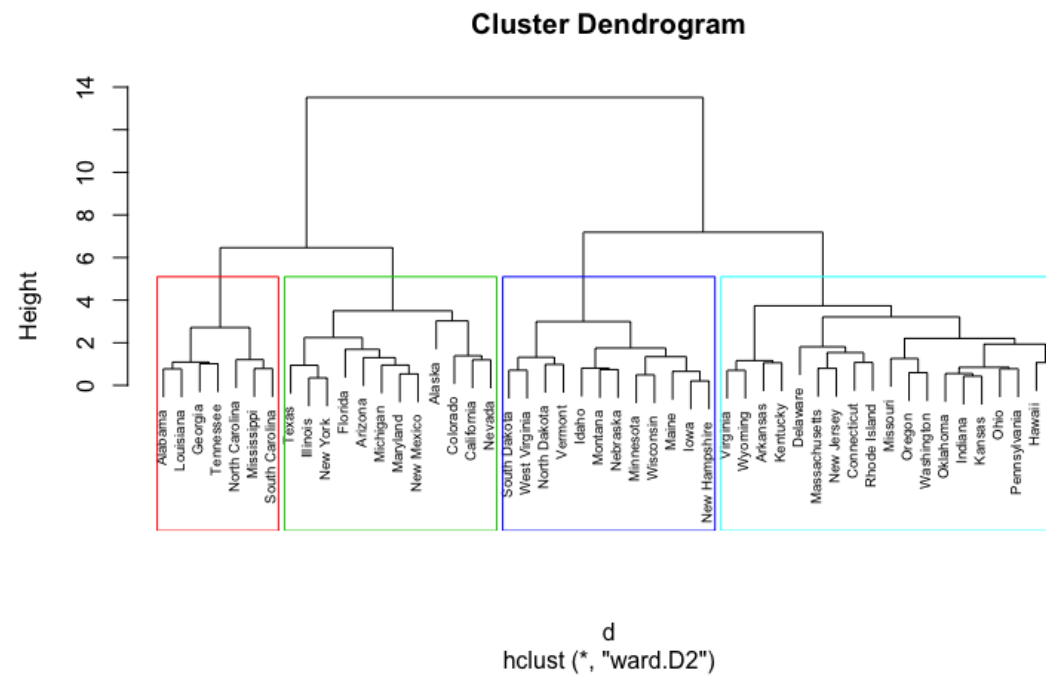 Cluster Dendrogram
Height
14
10
8
6
4
2
0
Alabama
Louisiana
Georgia
Tennessee
North Carolina
Mississippi
South Carolina
Texas
Illinois
New York
Florida
Arizona
Michigan
Maryland
New Mexico
Alaska
Colorado
California
Nevada
South Dakota
West Virginia
North Dakota
Vermont
Idaho
Montana
Nebraska
Minnesota
Wisconsin
Maine
Iowa
New Hampshire
Virginia
Wyoming
Arkansas
Kentucky
Delaware
Massachusetts
New Jersey
Connecticut
Rhode Island
Missouri
Oregon
Washington
Oklahoma
Indiana
Kansas
Ohio
Pennsylvania
Hawaii
d
hclust (*, "ward.D2")